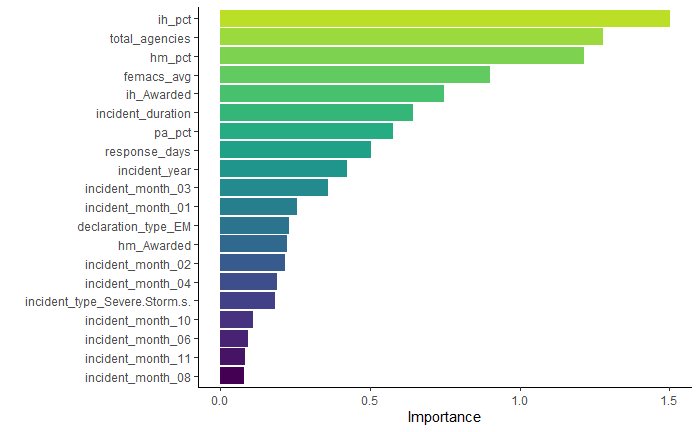 ih_pct
total_agencies
hm_pct
femacs_avg
ih_Awarded
incident_duration
pa_pct
response_days
incident_year
incident_month_03
incident_month_01
declaration_type_EM
hm_Awarded
incident_month_02
incident_month_04
incident_type_Severe.Storm.s.
incident_month_10
incident_month_06
incident_month_11
incident_month_08
0.0 0.5 1.0 1.5
Importance